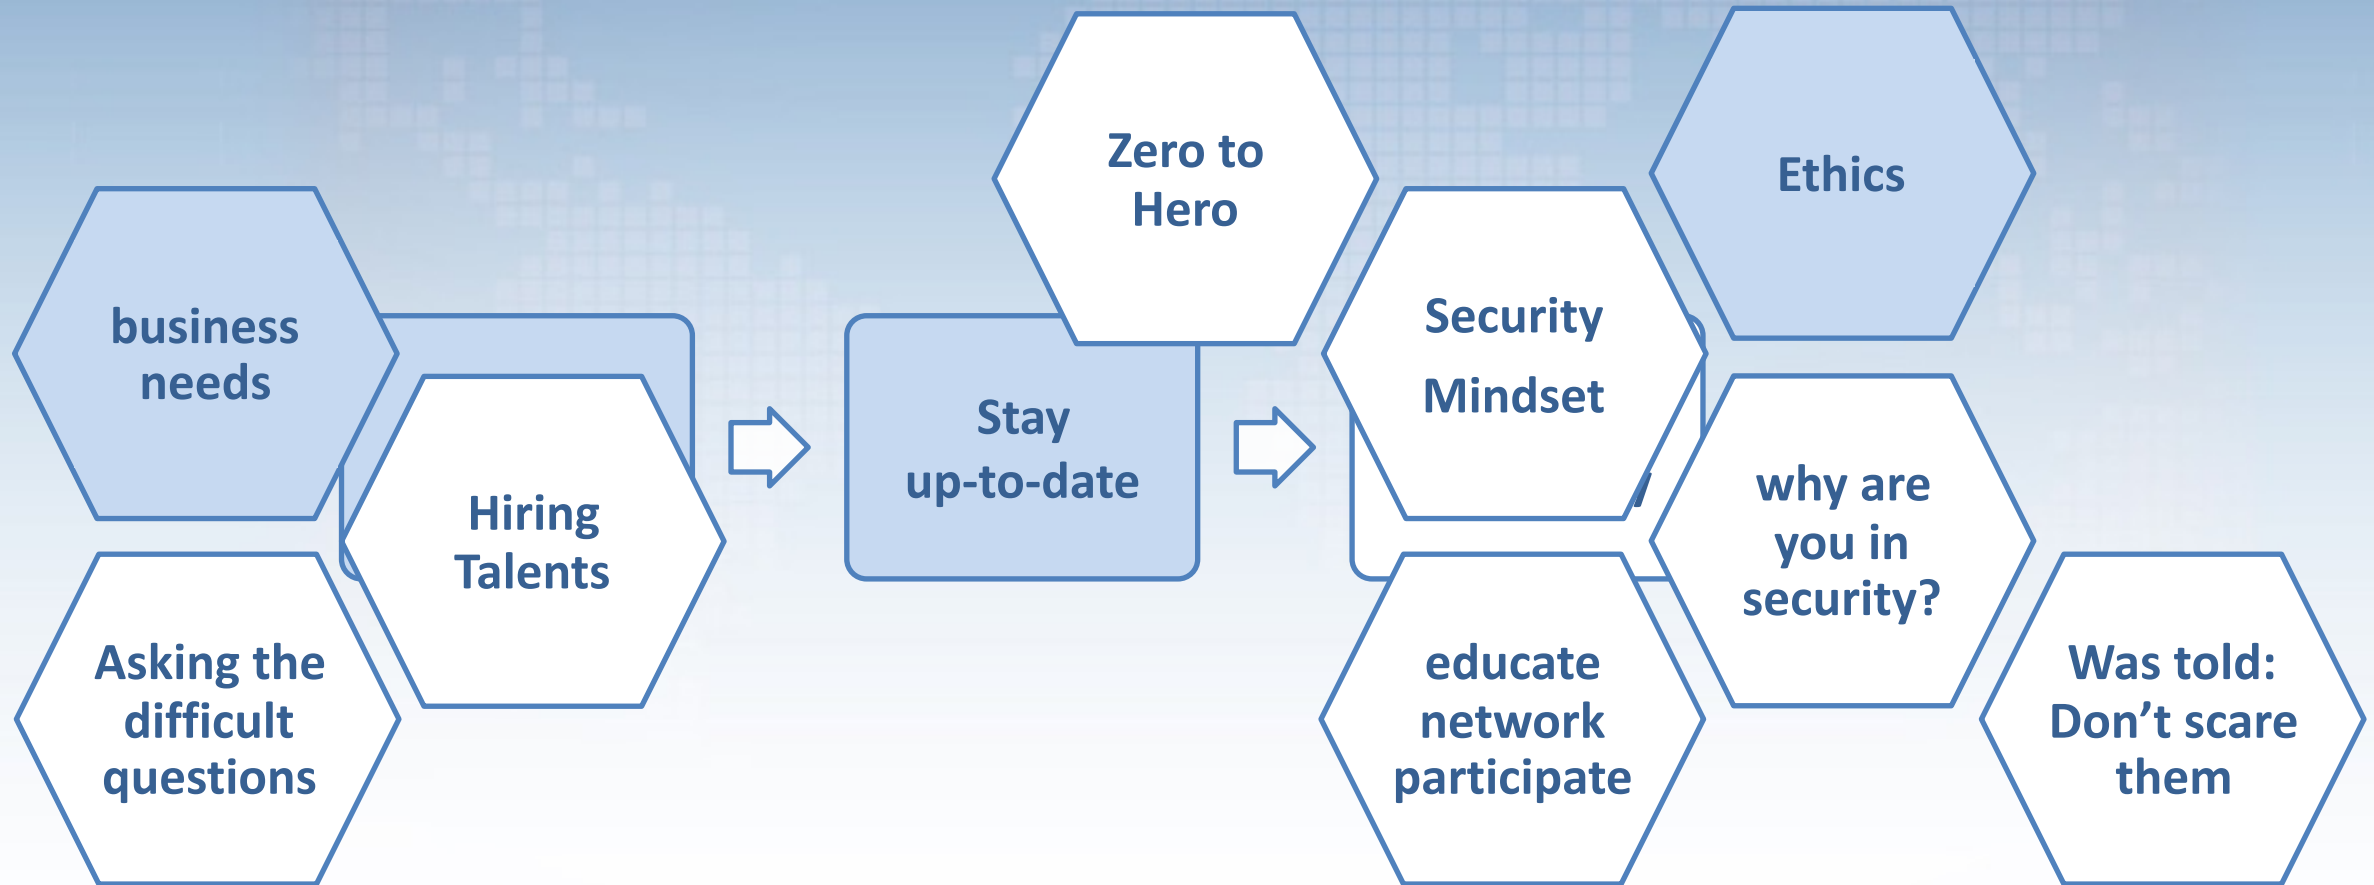 business
needs
Asking the
difficult
questions
Hiring
Talents
Stay
up-to-date
Zero to
Hero
Security
Mindset
educate
network
participate
Ethics
why are
you in
security?
Was told:
Don’t scare
them